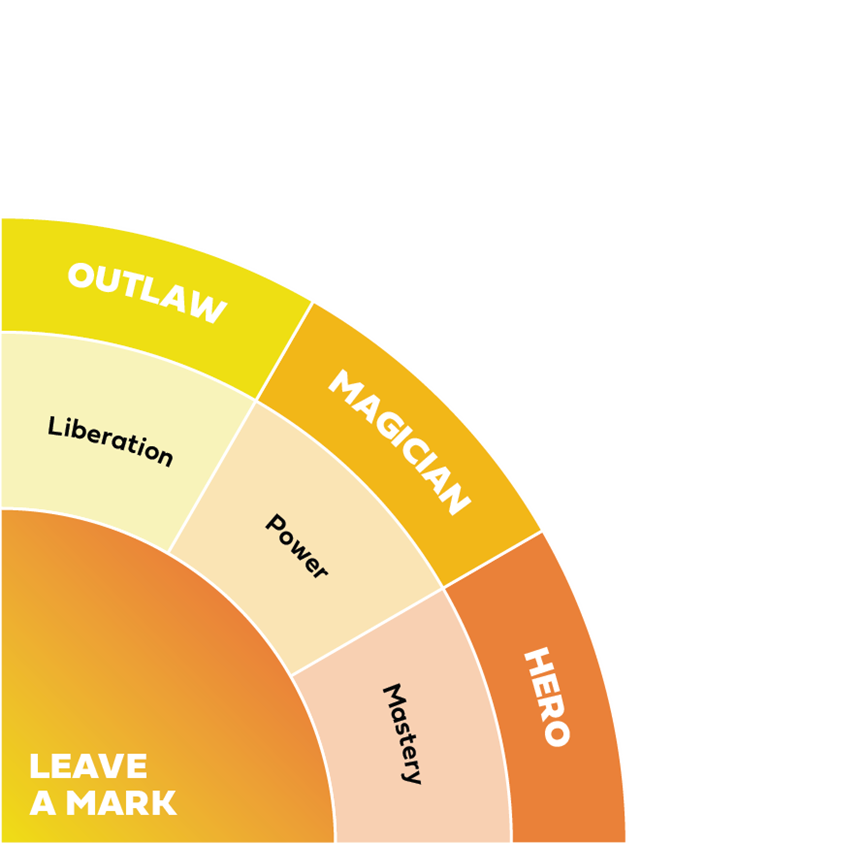 OUTLAW
MAGICIAN
HERO
Liberation
Power
Mastery
LEAVE
A MARK